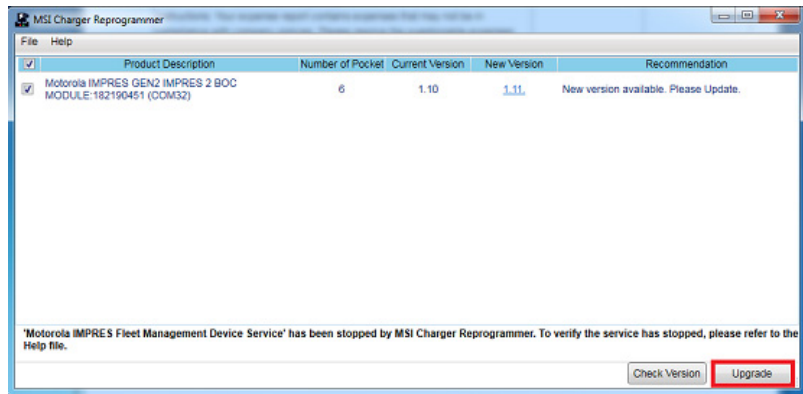 MSI Charger Reprogrammer
File Help
Product Description Number of Pocket Current Version New Version Recommendation
Motorola IMPRES GEN2 IMPRES 2 BOC
MODULE:182190451 (COM32) 6 1.10 1.11. New version available. Please Update.
'Motorola IMPRES Fleet Management Device Service' has been stopped by MSI Charger Reprogrammer. To verify the service has stopped, please refer to the
Help file.
Check Version Upgrade